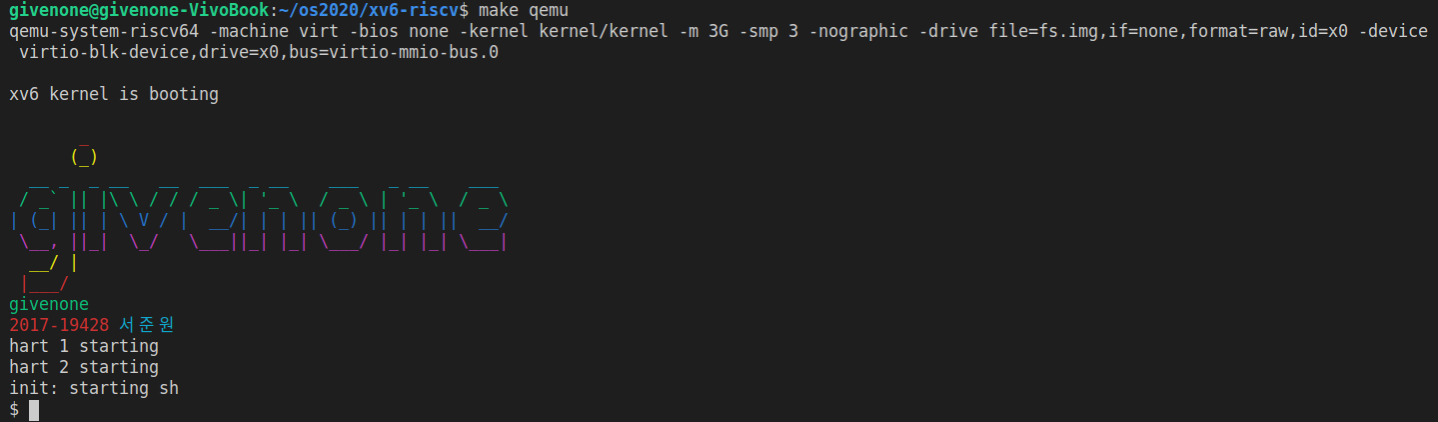 givenone@givenone-VivoBook:~/os2020/xv6-riscv$ make qemu
qemu-system-riscv64 -machine virt -bios none -kernel kernel/kernel -m 3G -smp 3 -nographic -drive file=fs.img,if=none,format=raw,id=x0 -device
 virtio-blk-device,drive=x0,bus=virtio-mmio-bus.0
xv6 kernel is booting
givenone
givenone
2017-19428 서준원
hart 1 starting
hart 2 starting
init: starting sh
$